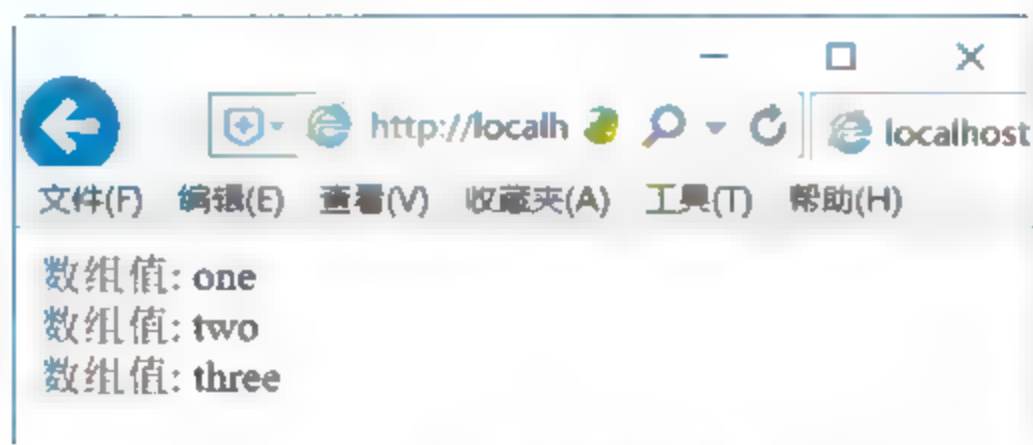 http://localh
localhost
文件(F) 编辑(E) 查看(V) 收藏夹(A) 工具(T) 帮助(H)
数组值: one
数组值: two
数组值: three